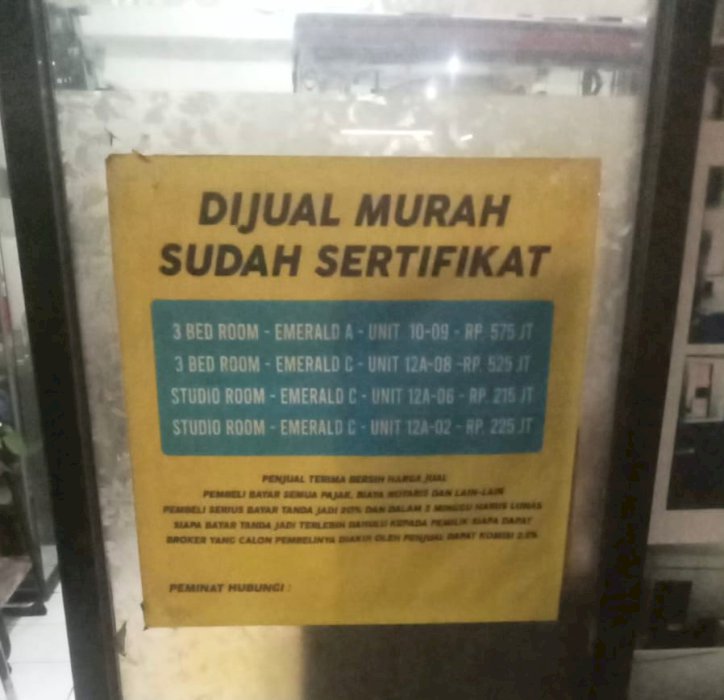 DIJUAL MURAH
SUDAH SERTIFIKAT
3 BED ROOM - EMERALD A - UNIT 10-09 - RP. 575 JT
3 BED ROOM - EMERALD C - UNIT 12A-08 -RP. 525 JT
STUDIO ROOM - EMERALD C - UNIT 12A-06 - RP. 215 JT
STUDIO ROOM - EMERALD C - UNIT 12A-02 - RP. 225 JT
PENJUAL TERIMA BERSIH HARGA JUAL
PEMBELI BAYAR SEMUA PAJAK, BIAYA NOTARIS DAN LAIN-LAIN
PEMBELI SERIUS BAYAR TANDA JADI 20% DAN DALAM 2 MINGGU HARUS LUNAS
SIAPA BAYAR TANDA JADI TERLEBIH DAHULU KEPADA PEMILIK SIAPA DAPAT
BROKER YANG CALON PEMBELINYA DIAKUI OLEH PENJUAL DAPAT KOMISI
PEMINAT HUBUNGI :